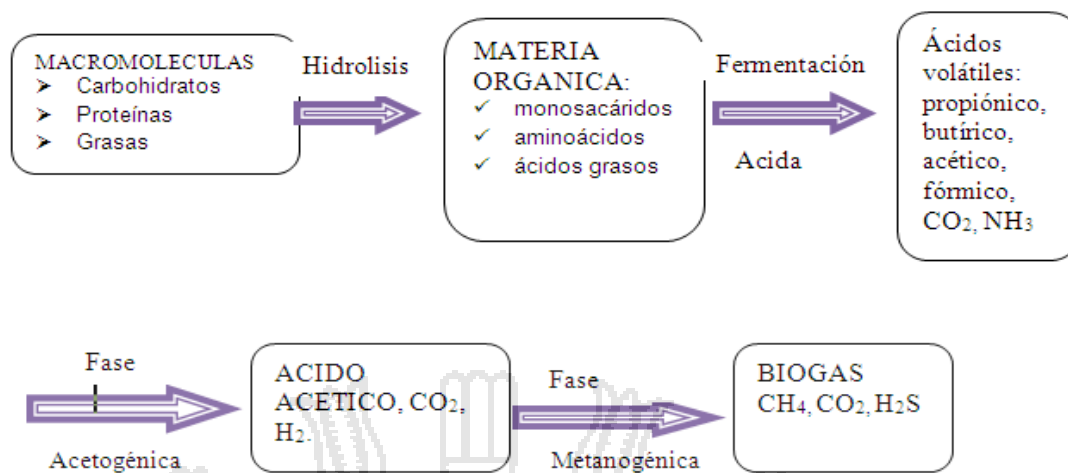 MACROMOLECULAS
➤ Carbohidratos
➤ Proteínas
➤ Grasas
Hidrolisis
MATERIA
ORGANICA:
✓ monosacáridos
✓ aminoácidos
✓ ácidos grasos
Fermentación
Acida
Ácidos
volátiles:
propiónico,
butírico,
acético,
fórmico,
CO₂, NH₃
Fase
Acetogénica
ACIDO
ACETICO, CO₂,
H₂.
Fase
Metanogénica
BIOGAS
CH₄, CO₂, H₂S